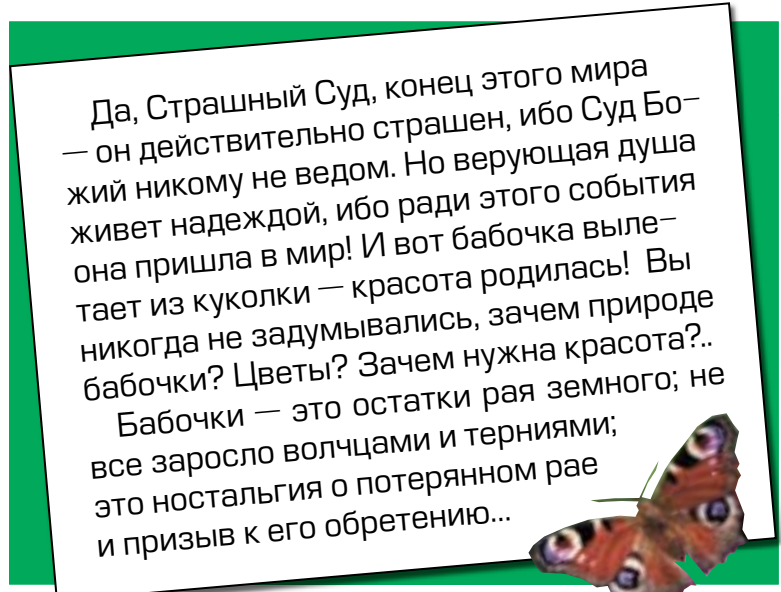 Да, Страшный Суд, конец этого мира
— он действительно страшен, ибо Суд Бо–
жий никому не ведом. Но верующая душа
живет надеждой, ибо ради этого события
она пришла в мир! И вот бабочка выле–
тает из куколки — красота родилась! Вы
никогда не задумывались, зачем природе
бабочки? Цветы? Зачем нужна красота?..
Бабочки — это остатки рая земного; не
все заросло волчцами и терниями;
это ностальгия о потерянном рае
и призыв к его обретению...